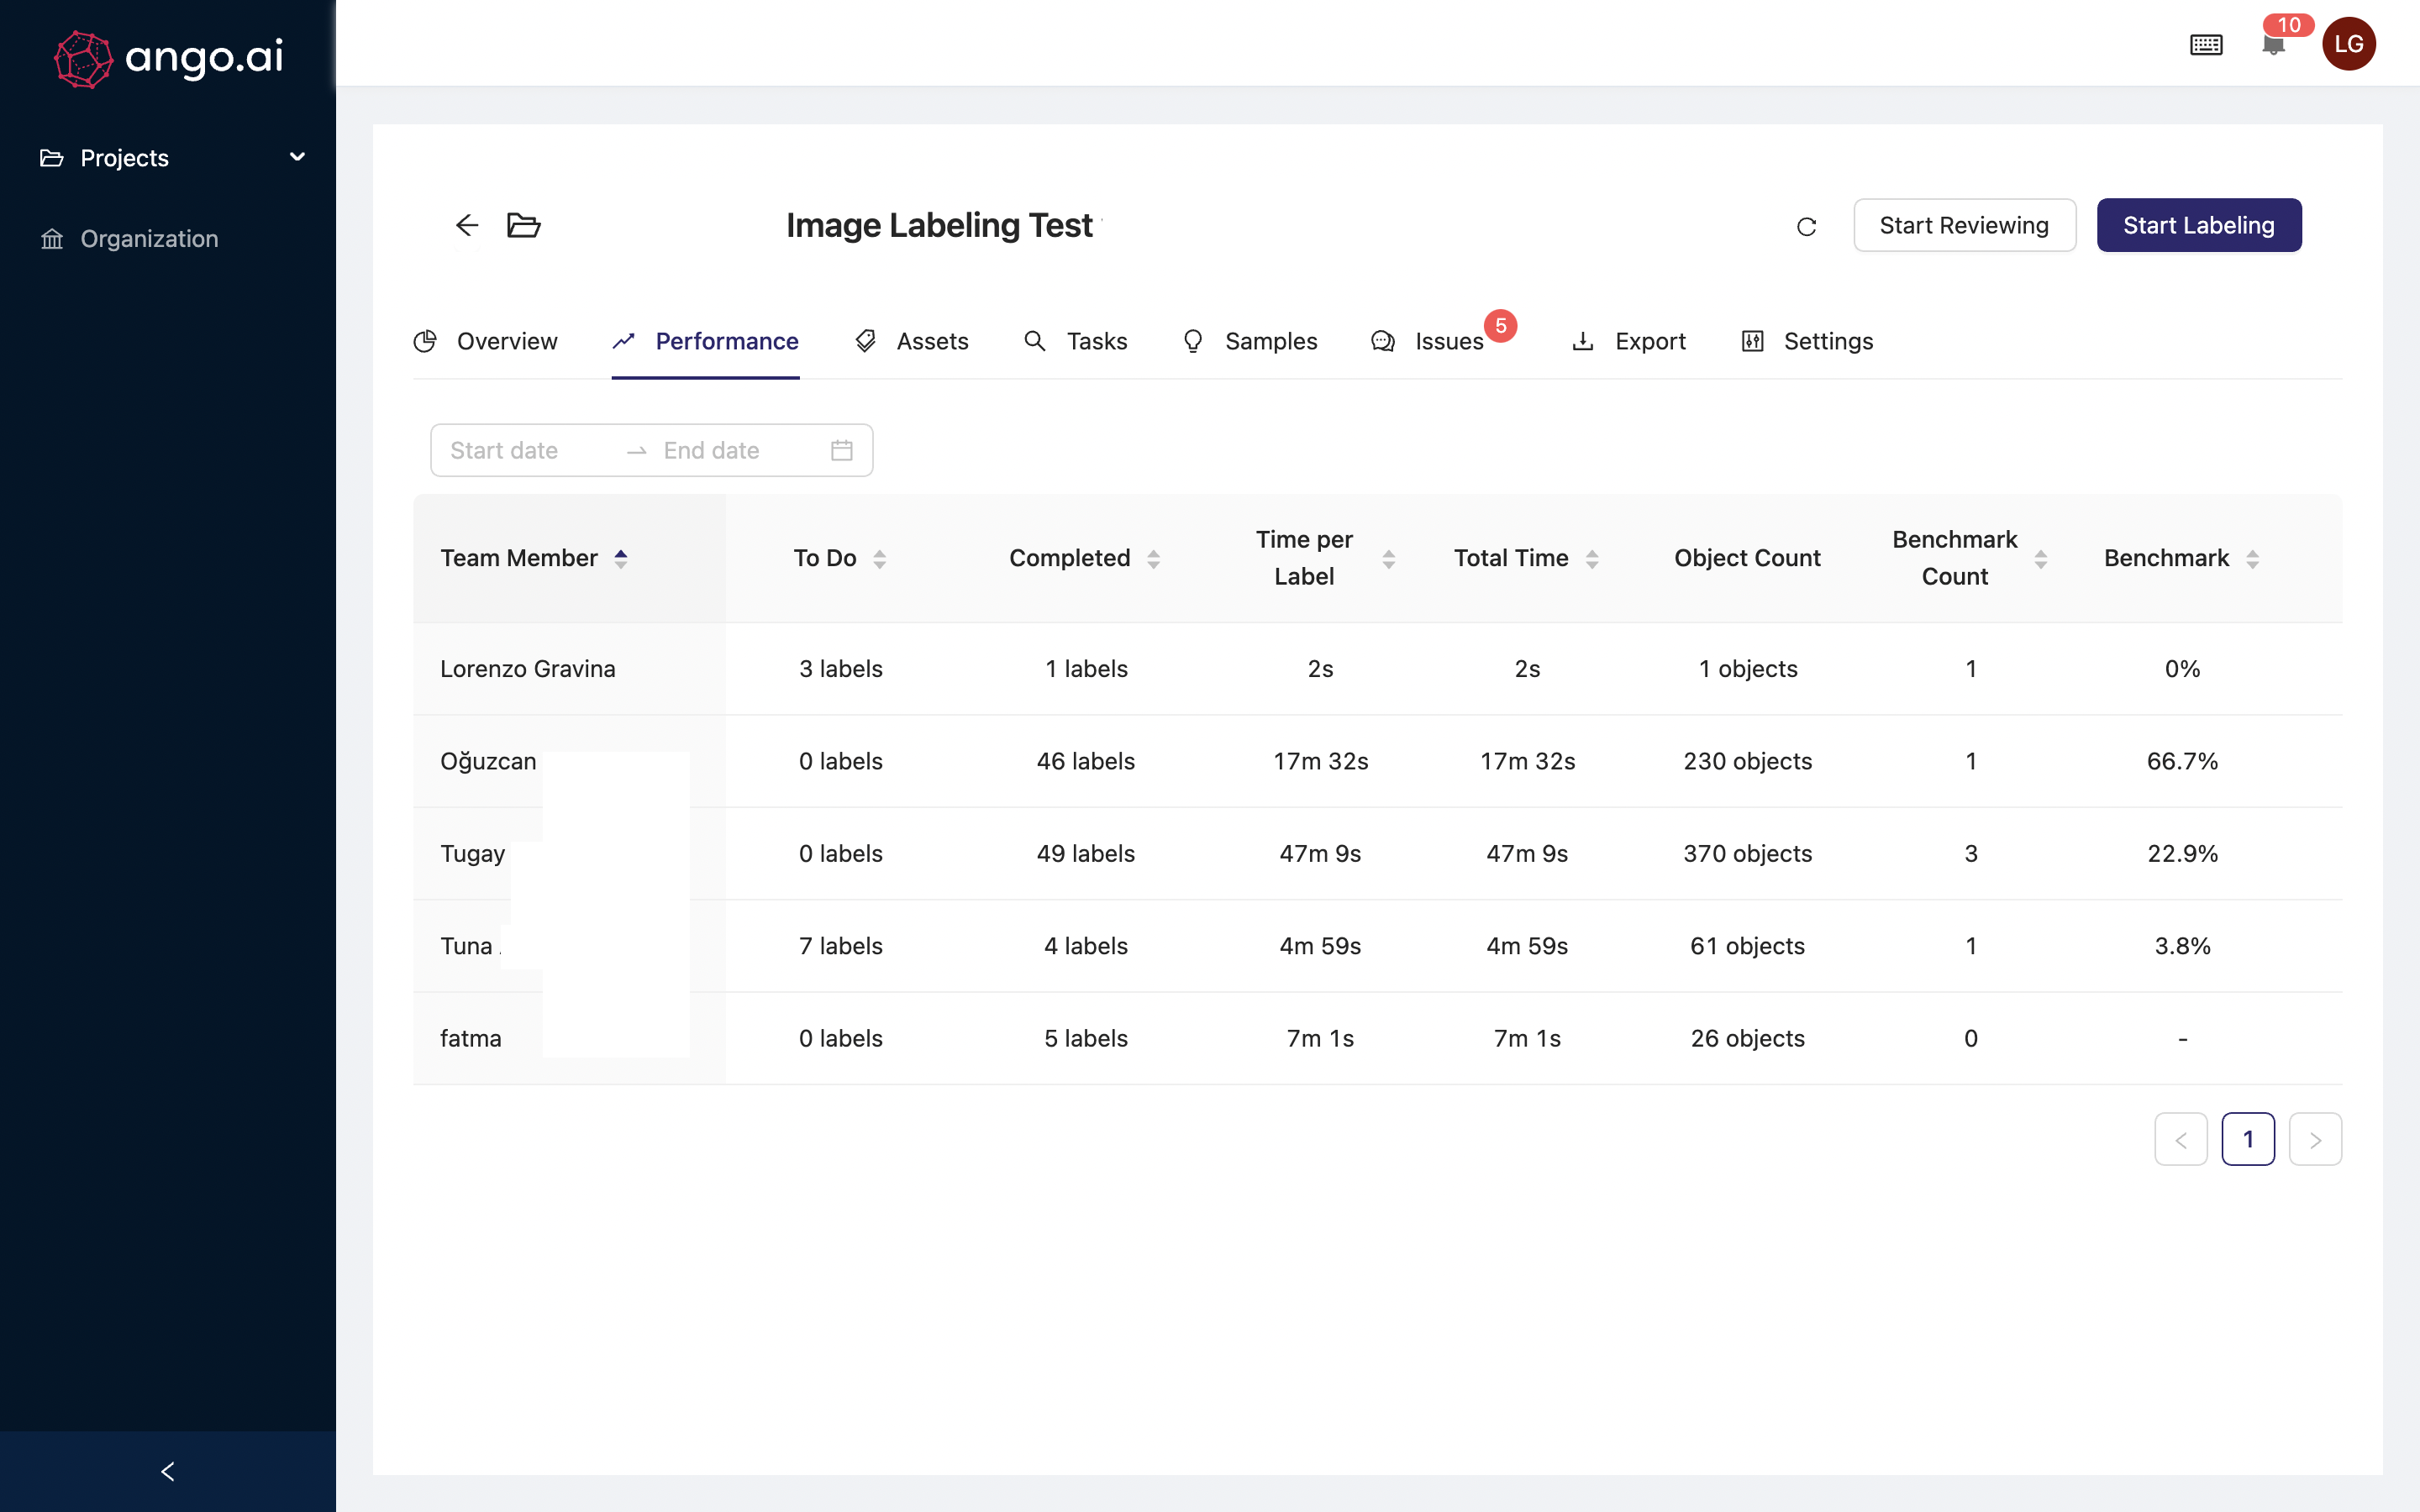 ango.ai
10
LG
Projects
Organization
Image Labeling Test
Start Reviewing
Start Labeling
Overview
Performance
Assets
Tasks
Samples
Issues
5
Export
Settings
Start date
End date
Team Member
To Do
Completed
Time per
Label
Total Time
Object Count
Benchmark
Count
Benchmark
Lorenzo Gravina 3 labels 1 labels 2s 2s 1 objects 1 0%
Oğuzcan 0 labels 46 labels 17m 32s 17m 32s 230 objects 1 66.7%
Tugay 0 labels 49 labels 47m 9s 47m 9s 370 objects 3 22.9%
Tuna 7 labels 4 labels 4m 59s 4m 59s 61 objects 1 3.8%
fatma 0 labels 5 labels 7m 1s 7m 1s 26 objects 0 -
< 1 >